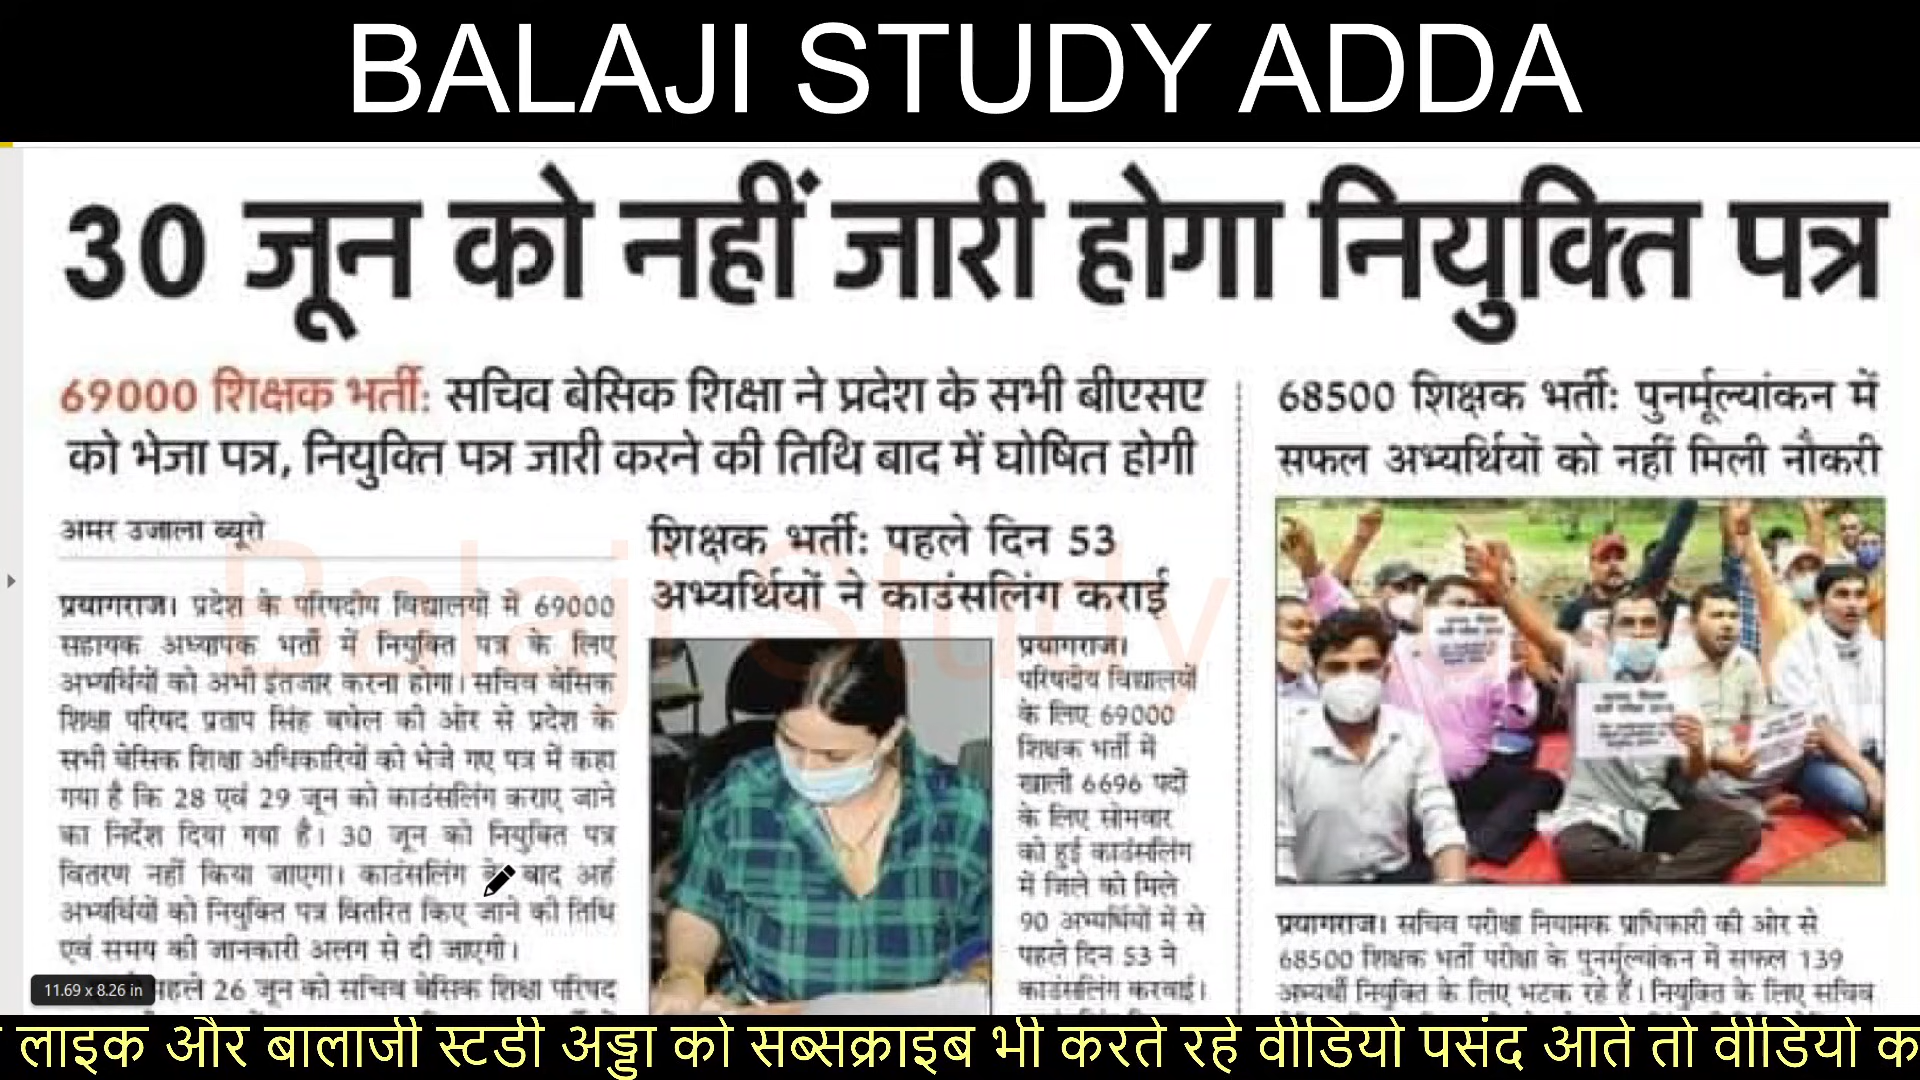 BALAJI STUDY ADDA
30 जून को नहीं जारी होगा नियुक्ति पत्र
69000 शिक्षक भर्ती: सचिव बेसिक शिक्षा ने प्रदेश के सभी बीएसए
को भेजा पत्र, नियुक्ति पत्र जारी करने की तिथि बाद में घोषित होगी
अमर उजाला ब्यूरो
प्रयागराज। प्रदेश के परिषदीय विद्यालयों में 69000
सहायक अध्यापक भर्ती में नियुक्ति पत्र के लिए
अभ्यर्थियों को अभी इंतजार करना होगा। सचिव बेसिक
शिक्षा परिषद प्रताप सिंह बघेल की ओर से प्रदेश के
सभी बेसिक शिक्षा अधिकारियों को भेजे गए पत्र में कहा
गया है कि 28 एवं 29 जून को काउंसलिंग कराए जाने
का निर्देश दिया गया है। 30 जून को नियुक्ति पत्र
वितरण नहीं किया जाएगा। काउंसलिंग के बाद अर्ह
अभ्यर्थियों को नियुक्ति पत्र वितरित किए जाने की तिथि
एवं समय की जानकारी अलग से दी जाएगी।
26 जून को सचिव बेसिक शिक्षा परिषद
शिक्षक भर्ती: पहले दिन 53
अभ्यर्थियों ने काउंसलिंग कराई
प्रयागराज।
परिषदीय विद्यालयों
के लिए 69000
शिक्षक भर्ती में
खाली 6696 पदों
के लिए सोमवार
को हुई काउंसलिंग
में जिले को मिले
90 अभ्यर्थियों में से
पहले दिन 53 ने
काउंसलिंग करवाई।
68500 शिक्षक भर्ती: पुनर्मूल्यांकन में
सफल अभ्यर्थियों को नहीं मिली नौकरी
प्रयागराज। सचिव परीक्षा नियामक प्राधिकारी की ओर से
68500 शिक्षक भर्ती परीक्षा के पुनर्मूल्यांकन में सफल 139
अभ्यर्थी नियुक्ति के लिए भटक रहे हैं। नियुक्ति के लिए सचिव
Balaji Study
11.69 x 8.26 in
लाइक और बालाजी स्टडी अड्डा को सब्सक्राइब भी करते रहे वीडियो पसंद आते तो वीडियो क